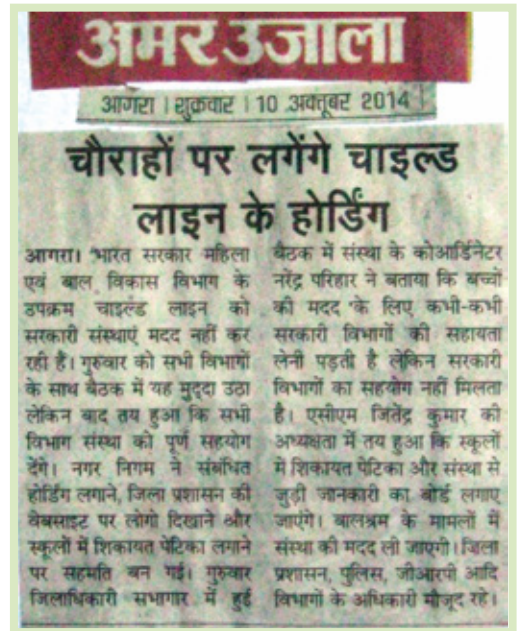 अमर उजाला
आगरा । शुक्रवार । 10 अक्तूबर 2014 ।
चौराहों पर लगेंगे चाइल्ड
लाइन के होर्डिंग
आगरा। भारत सरकार महिला
एवं बाल विकास विभाग के
उपक्रम चाइल्ड लाइन को
सरकारी संस्थाएं मदद नहीं कर
रही हैं। गुरुवार को सभी विभागों
के साथ बैठक में यह मुद्दा उठा
लेकिन बाद तय हुआ कि सभी
विभाग संस्था को पूर्ण सहयोग
देंगे। नगर निगम ने संबंधित
होर्डिंग लगाने, जिला प्रशासन की
वेबसाइट पर लोगो दिखाने और
स्कूलों में शिकायत पेटिका लगाने
पर सहमति बन गई। गुरुवार
जिलाधिकारी सभागार में हुई
बैठक में संस्था के कोआर्डिनेटर
नरेंद्र परिहार ने बताया कि बच्चों
की मदद के लिए कभी-कभी
सरकारी विभागों की सहायता
लेनी पड़ती है लेकिन सरकारी
विभागों का सहयोग नहीं मिलता
है। एसीएम जितेंद्र कुमार की
अध्यक्षता में तय हुआ कि स्कूलों
में शिकायत पेटिका और संस्था से
जुड़ी जानकारी का बोर्ड लगाए
जाएंगे। बालश्रम के मामलों में
संस्था की मदद ली जाएगी। जिला
प्रशासन, पुलिस, जीआरपी आदि
विभागों के अधिकारी मौजूद रहे।